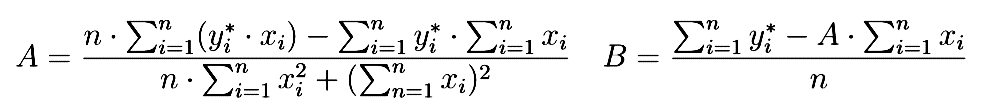 A = \frac{n \cdot \sum_{i=1}^{n} (y_i^* \cdot x_i) - \sum_{i=1}^{n} y_i^* \cdot \sum_{i=1}^{n} x_i}{n \cdot \sum_{i=1}^{n} x_i^2 + (\sum_{n=1}^{n} x_i)^2} \quad B = \frac{\sum_{i=1}^{n} y_i^* - A \cdot \sum_{i=1}^{n} x_i}{n}